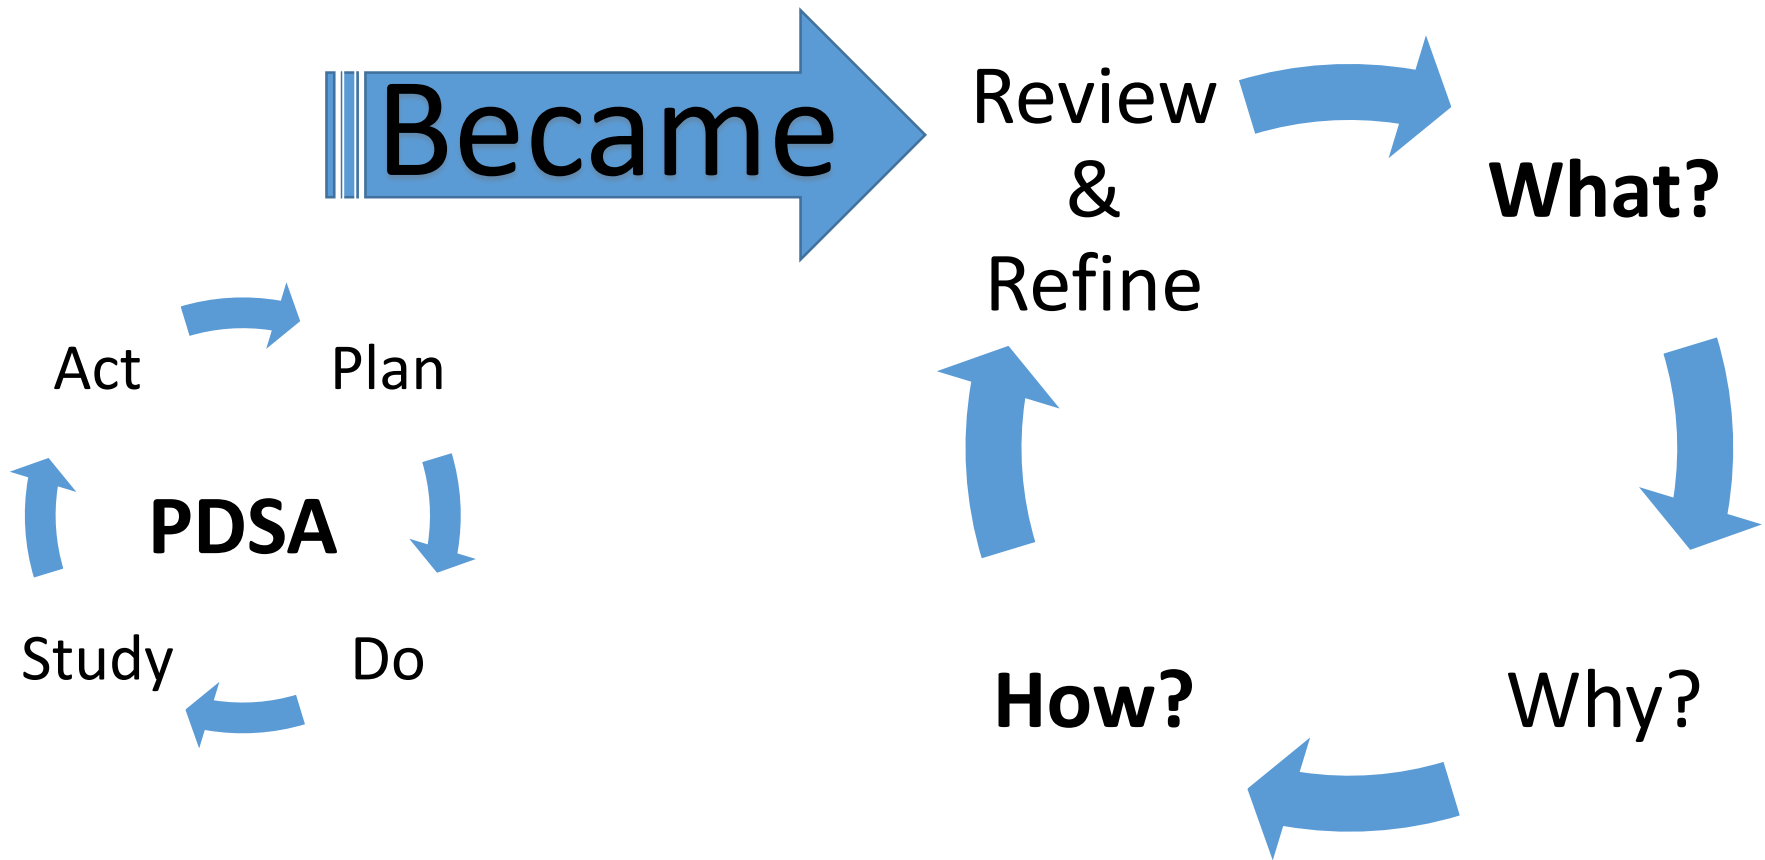 Became
Act
Plan
PDSA
Study
Do
Review
&
Refine
What?
How?
Why?